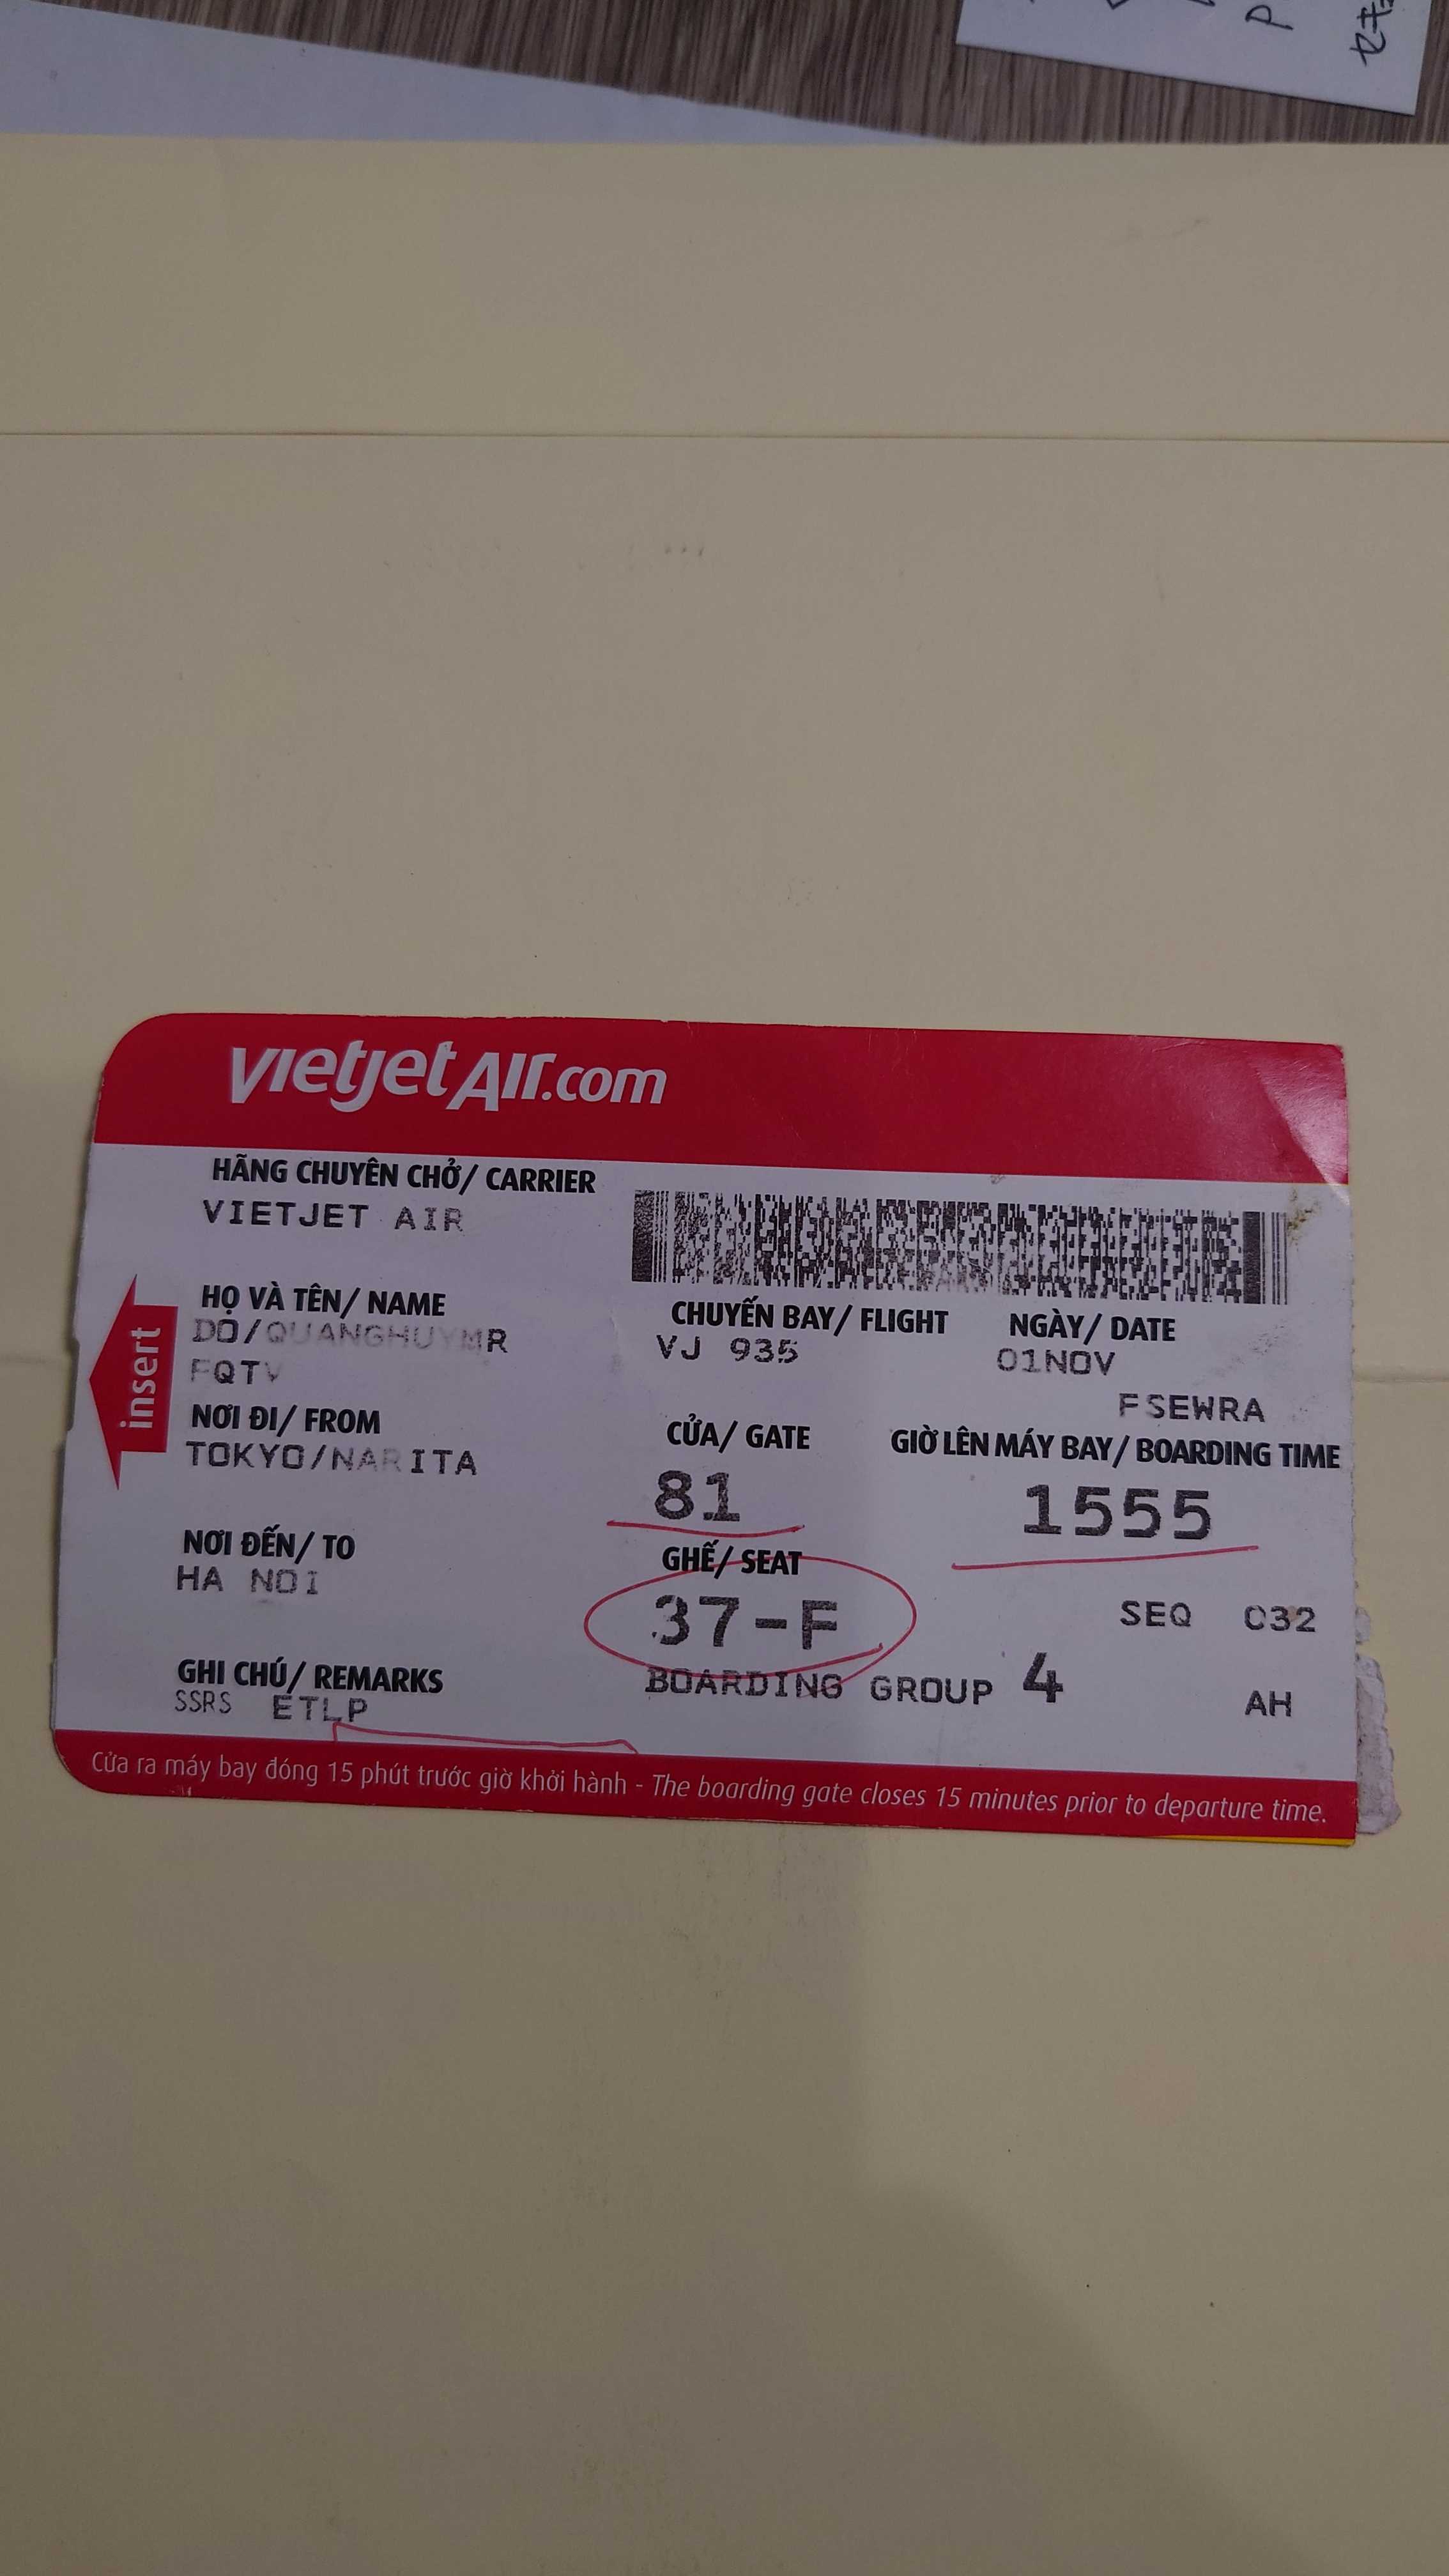 P
セキ
vietjetAir.com
HÃNG CHUYÊN CHỞ/ CARRIER
VIETJET AIR
HỌ VÀ TÊN/ NAME
DO/QUANGHUYMR
FQTV
CHUYẾN BAY/ FLIGHT
VJ 935
NGÀY/ DATE
01NOV
FSEWRA
NƠI ĐI/ FROM
TOKYO/NARITA
CỬA/ GATE
81
GIỜ LÊN MÁY BAY/ BOARDING TIME
1555
insert
NƠI ĐẾN/ TO
HA NOI
GHẾ/ SEAT
37-F
SEQ 032
GHI CHÚ/ REMARKS
SSRS ETLP
BOARDING GROUP 4
AH
Cửa ra máy bay đóng 15 phút trước giờ khởi hành - The boarding gate closes 15 minutes prior to departure time.